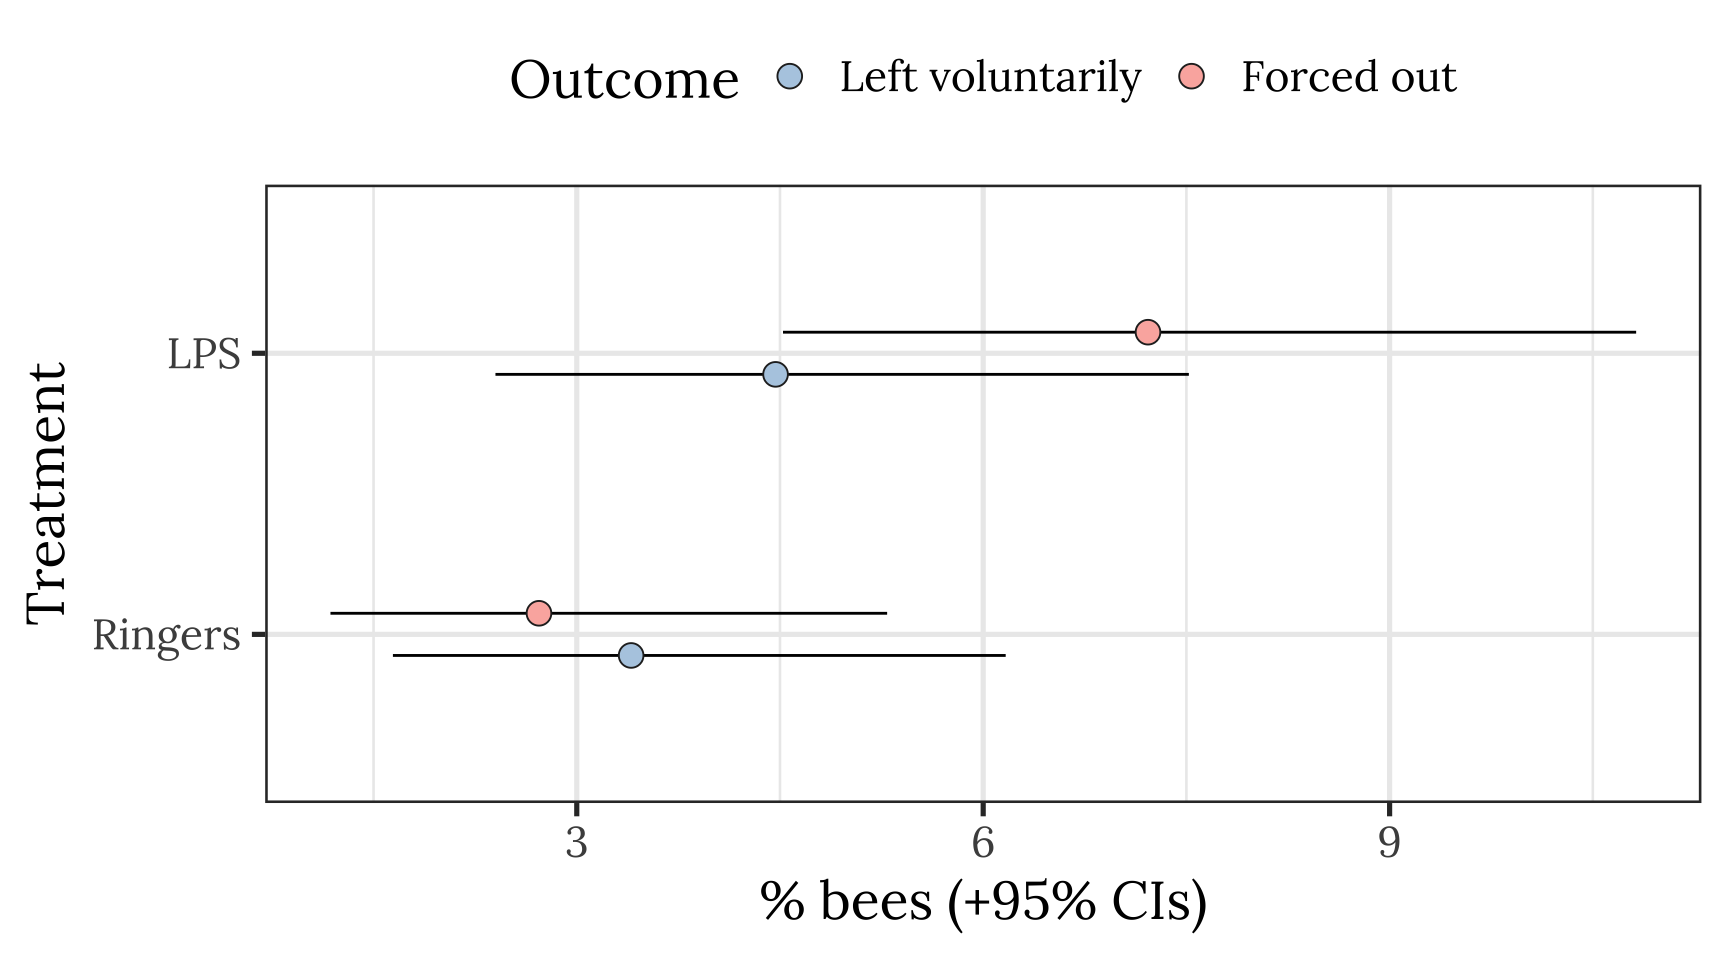 Outcome Left voluntarily Forced out
Treatment
LPS
Ringers
3 6 9
% bees (+95% CIs)